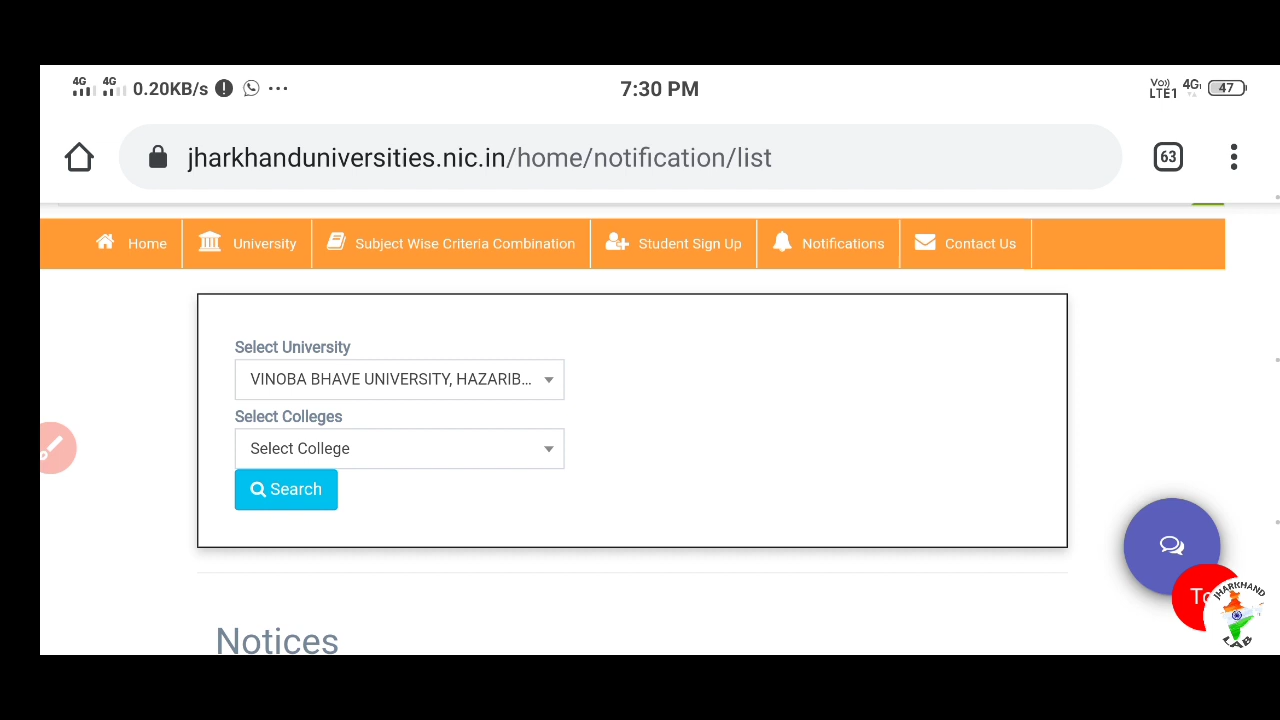 4G 4G 0.20KB/s ! ... 7:30 PM Vo)) LTE1 4G 47
jharkhanduniversities.nic.in/home/notification/list 63
Home University Subject Wise Criteria Combination Student Sign Up Notifications Contact Us
Select University
VINOBA BHAVE UNIVERSITY, HAZARIB...
Select Colleges
Select College
Search
JHARKHAND
LAB
Notices